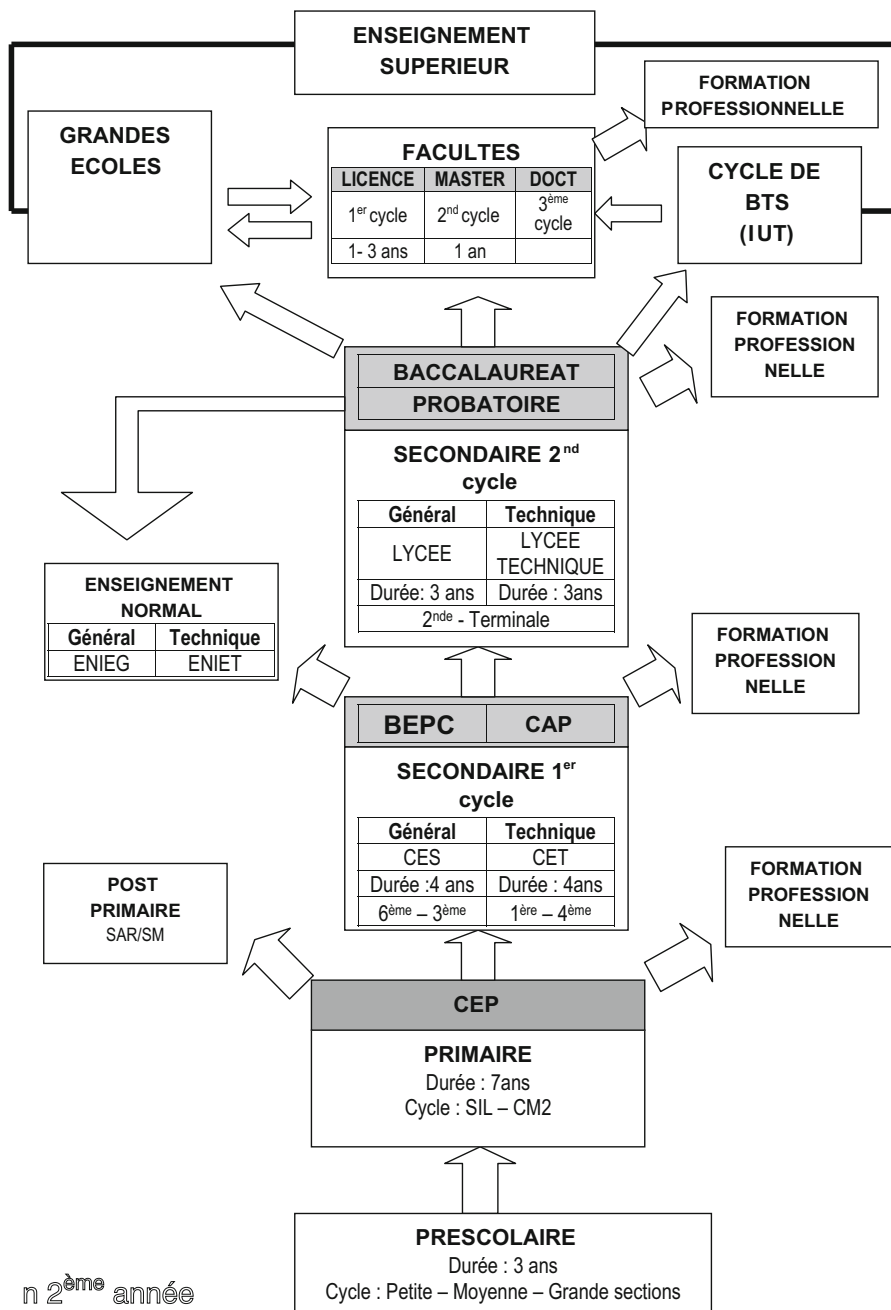 ENSEIGNEMENT
SUPERIEUR
FORMATION
PROFESSIONNELLE
GRANDES
ECOLES
FACULTES
LICENCE MASTER DOCT
1er cycle 2nd cycle 3ème cycle
1- 3 ans 1 an
CYCLE DE
BTS
(IUT)
FORMATION
PROFESSION
NELLE
BACCALAUREAT
PROBATOIRE
SECONDAIRE 2nd
cycle
Général Technique
LYCEE LYCEE TECHNIQUE
Durée: 3 ans Durée : 3ans
2nde - Terminale
ENSEIGNEMENT
NORMAL
Général Technique
ENIEG ENIET
FORMATION
PROFESSION
NELLE
BEPC CAP
SECONDAIRE 1er
cycle
Général Technique
CES CET
Durée :4 ans Durée : 4ans
6ème – 3ème 1ère – 4ème
POST
PRIMAIRE
SAR/SM
FORMATION
PROFESSION
NELLE
CEP
PRIMAIRE
Durée : 7ans
Cycle : SIL – CM2
PRESCOLAIRE
Durée : 3 ans
Cycle : Petite – Moyenne – Grande sections
n 2ème année